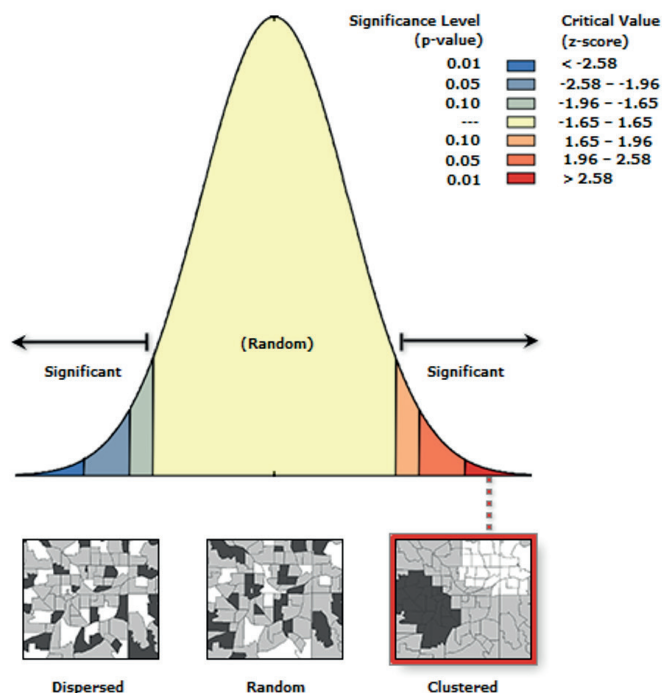 Significance Level Critical Value
(p-value) (z-score)
0.01 < -2.58
0.05 -2.58 – -1.96
0.10 -1.96 – -1.65
--- -1.65 – 1.65
0.10 1.65 – 1.96
0.05 1.96 – 2.58
0.01 > 2.58
(Random)
Significant Significant
Dispersed Random Clustered